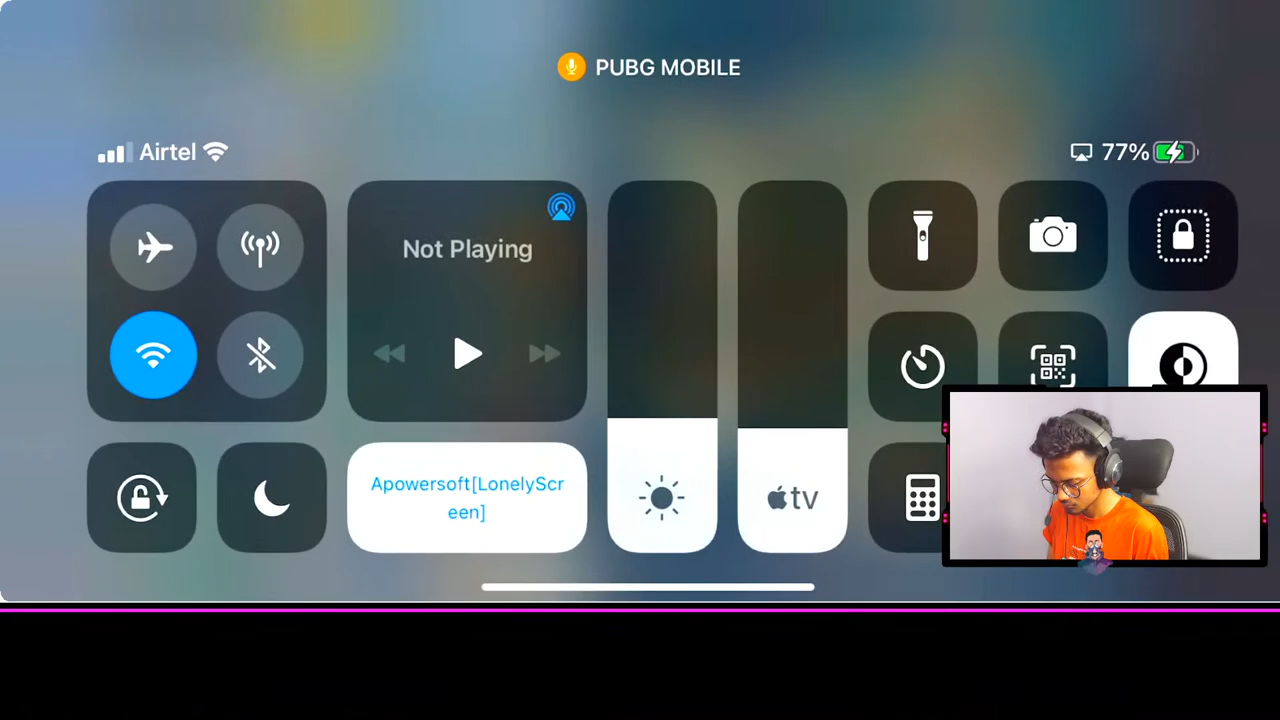 PUBG MOBILE
Airtel
77%
Not Playing
Apowersoft[LonelyScr
een]
tv